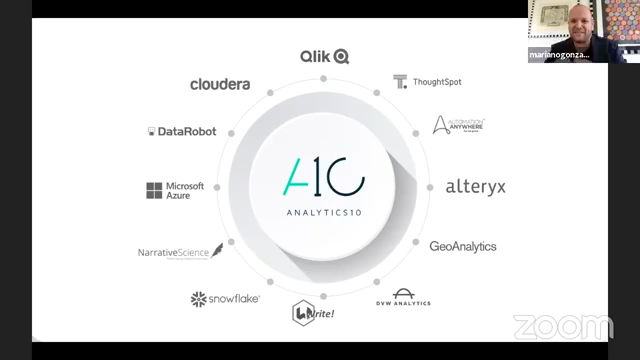 marianogonza...
Qlik
cloudera
ThoughtSpot
DataRobot
AUTOMATION
ANYWHERE
Microsoft
Azure
A10
ANALYTICS10
alteryx
NarrativeScience
GeoAnalytics
snowflake
Write!
DVW ANALYTICS
zoom